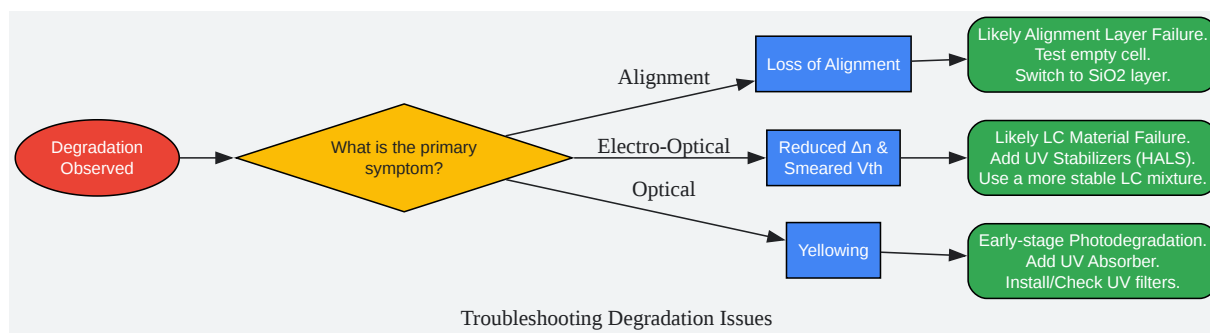 Degradation
Observed
What is the primary
symptom?
Alignment
Electro-Optical
Optical
Loss of Alignment
Reduced Δn &
Smeared Vth
Yellowing
Likely Alignment Layer Failure.
Test empty cell.
Switch to SiO2 layer.
Likely LC Material Failure.
Add UV Stabilizers (HALS).
Use a more stable LC mixture.
Early-stage Photodegradation.
Add UV Absorber.
Install/Check UV filters.
Troubleshooting Degradation Issues